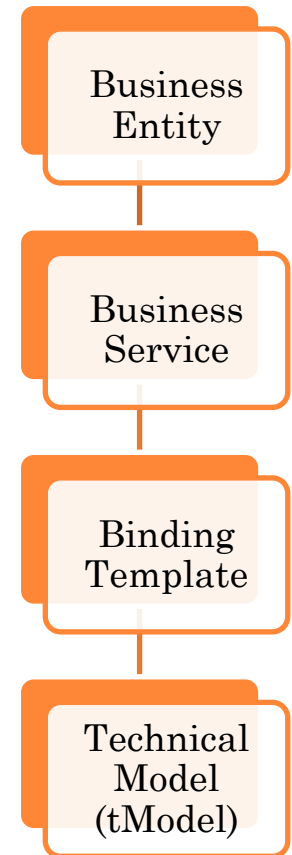 Business
Entity
Business
Service
Binding
Template
Technical
Model
(tModel)